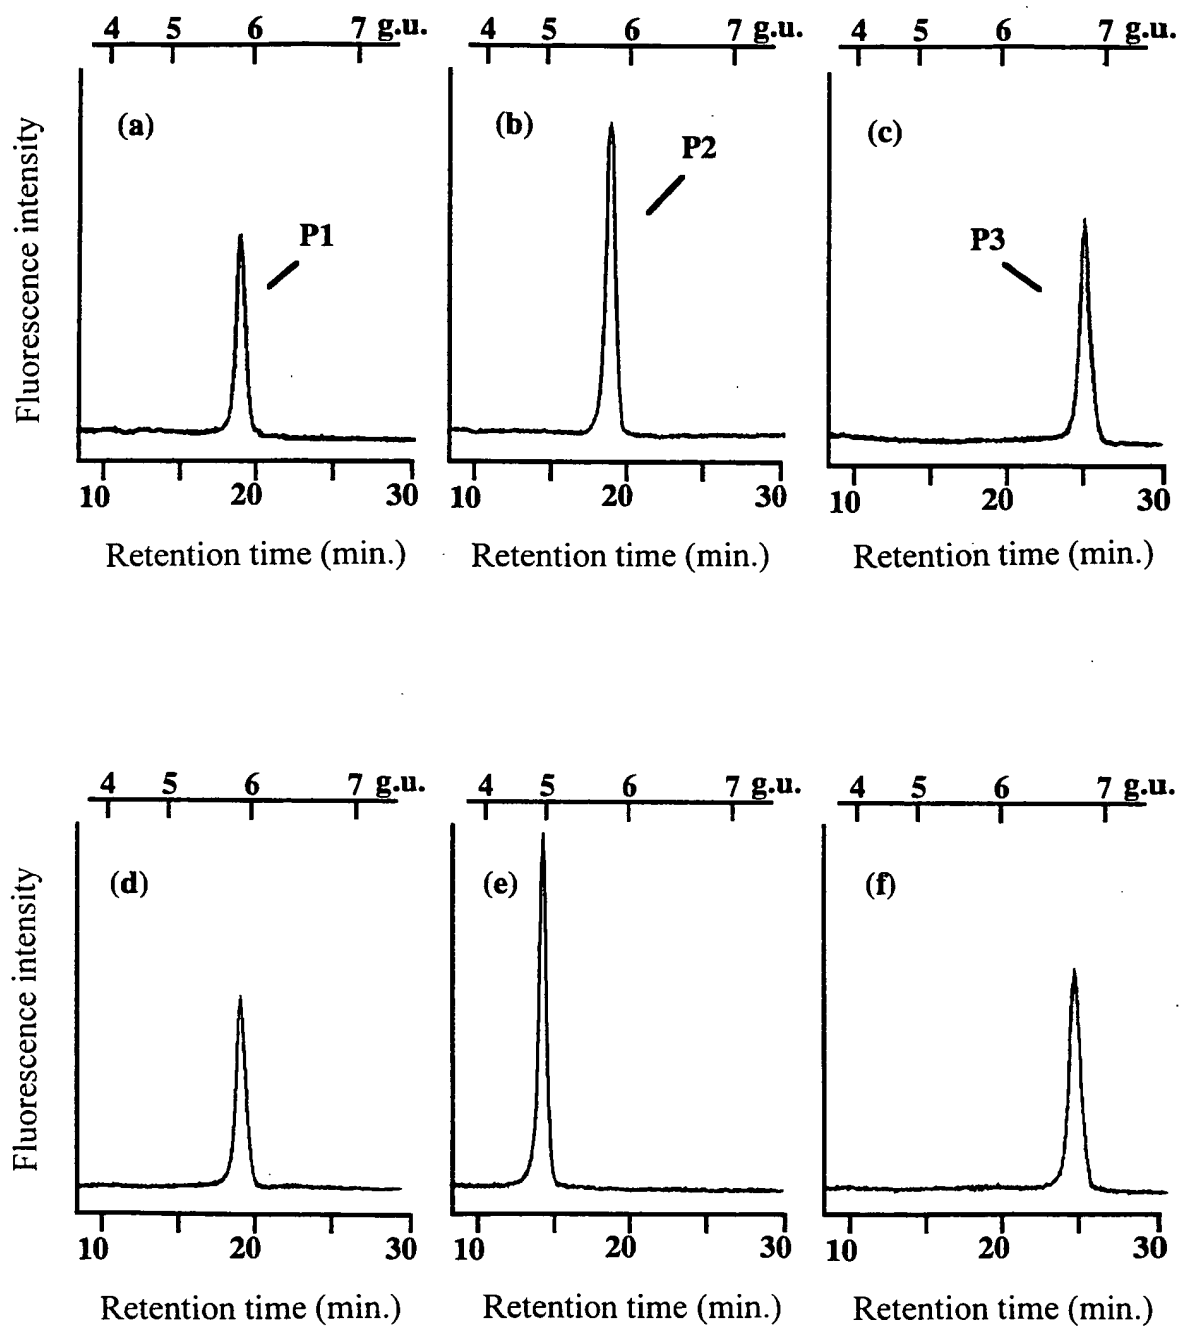 4 5 6 7 g.u.
4 5 6 7 g.u.
4 5 6 7 g.u.
(a)
P1
(b)
P2
(c)
P3
Fluorescence intensity
10 20 30
10 20 30
10 20 30
Retention time (min.)
Retention time (min.)
Retention time (min.)
4 5 6 7 g.u.
4 5 6 7 g.u.
4 5 6 7 g.u.
(d)
(e)
(f)
Fluorescence intensity
10 20 30
10 20 30
10 20 30
Retention time (min.)
Retention time (min.)
Retention time (min.)